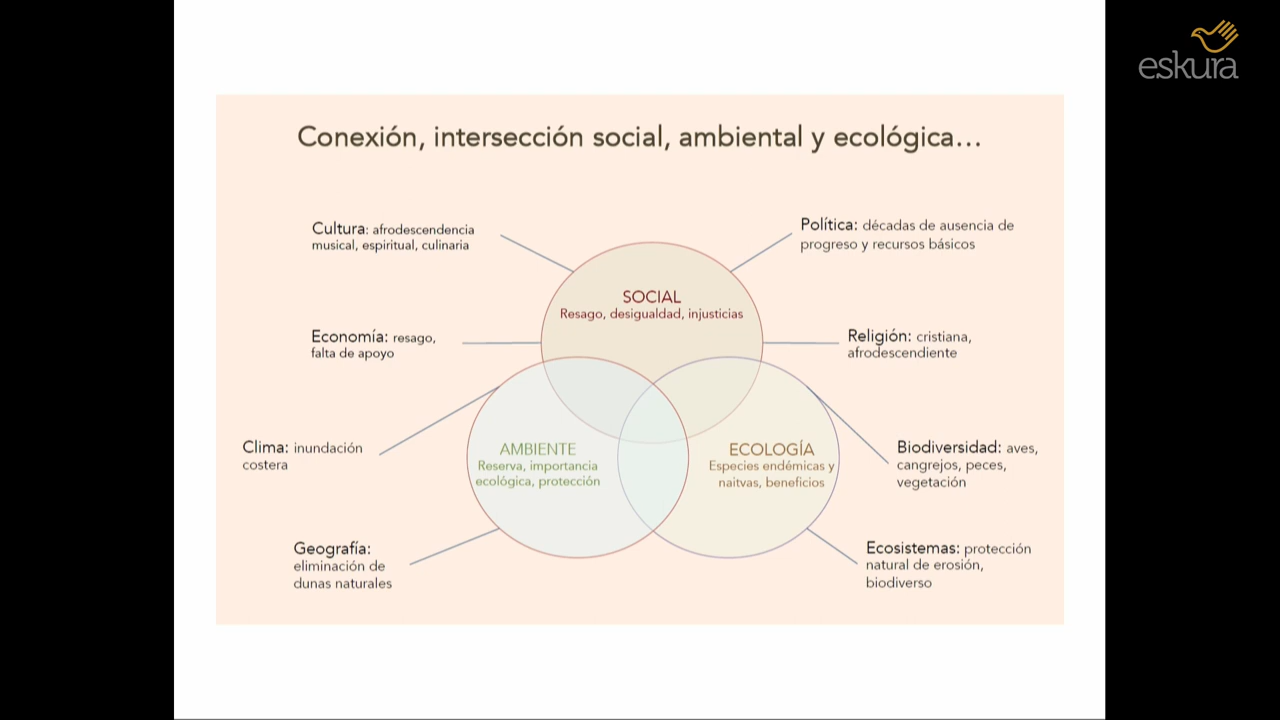 eskura
Conexión, intersección social, ambiental y ecológica...
Cultura: afrodescendencia
musical, espiritual, culinaria
Política: décadas de ausencia de
progreso y recursos básicos
SOCIAL
Resago, desigualdad, injusticias
Economía: resago,
falta de apoyo
Religión: cristiana,
afrodescendiente
Clima: inundación
costera
AMBIENTE
Reserva, importancia
ecológica, protección
ECOLOGÍA
Especies endémicas y
naitvas, beneficios
Biodiversidad: aves,
cangrejos, peces,
vegetación
Geografía:
eliminación de
dunas naturales
Ecosistemas: protección
natural de erosión,
biodiverso